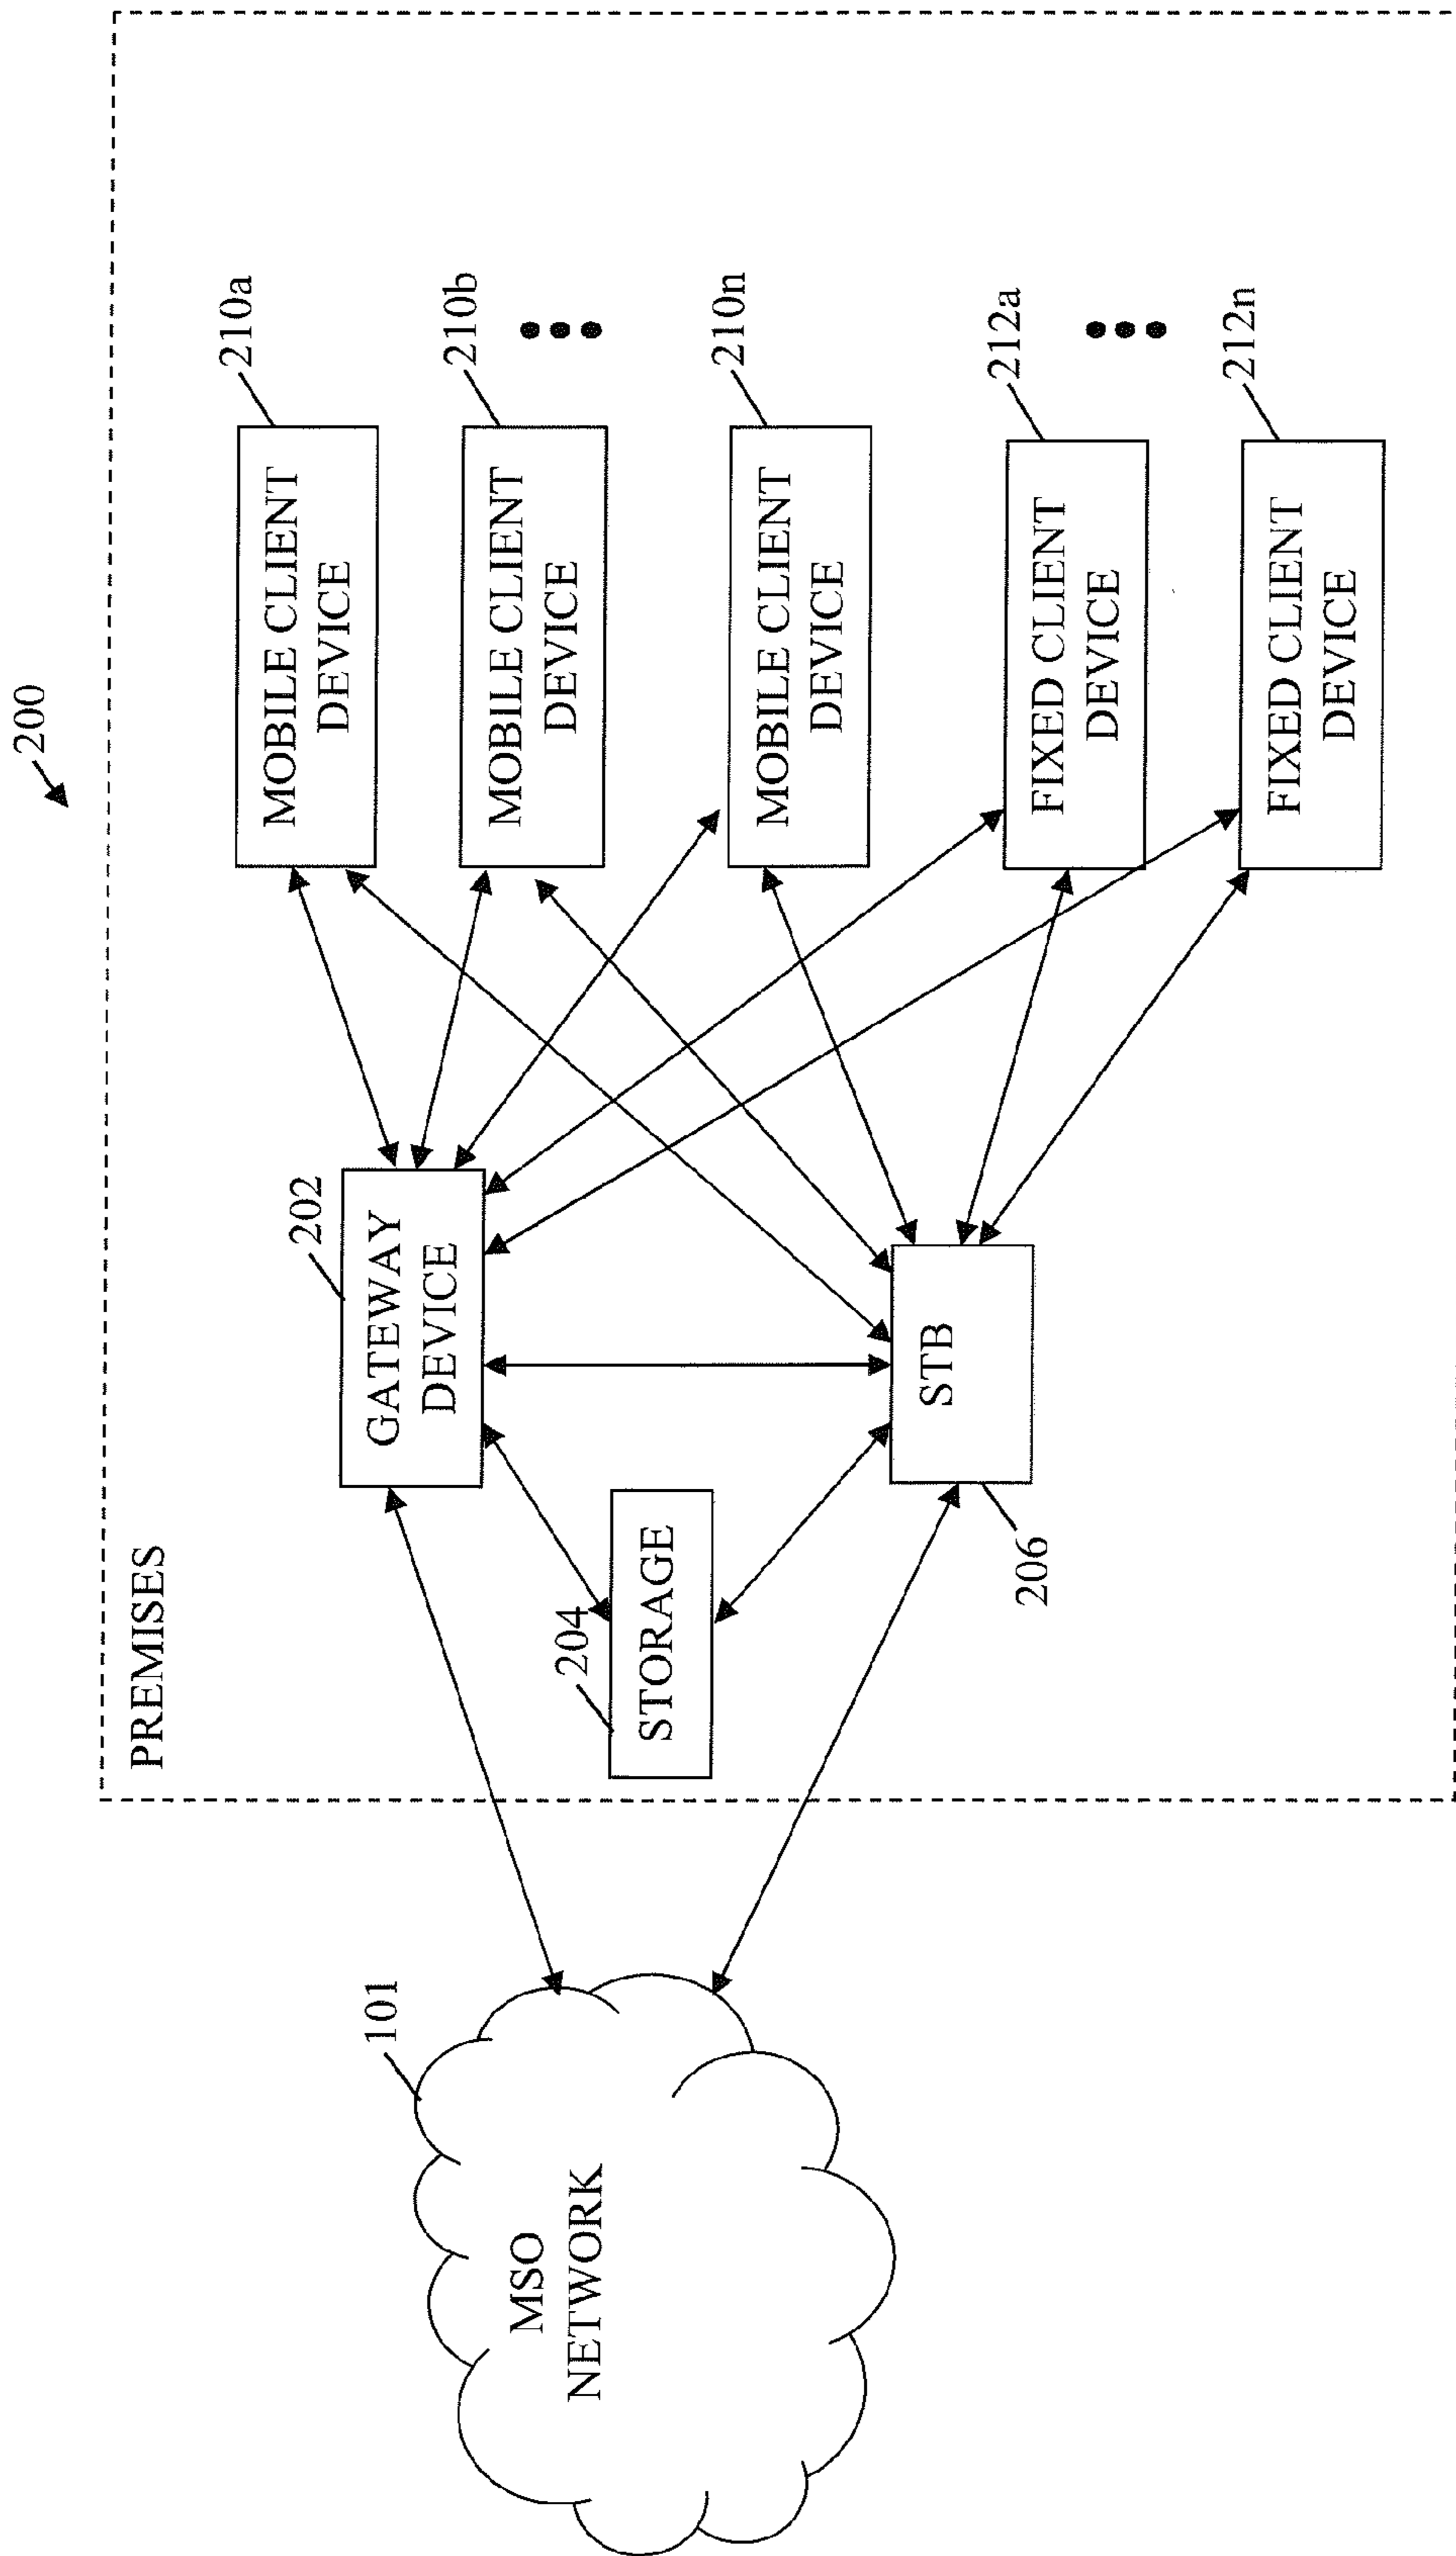 200
PREMISES
101
MSO
NETWORK
202
GATEWAY
DEVICE
204
STORAGE
STB
206
210a
MOBILE CLIENT
DEVICE
210b
MOBILE CLIENT
DEVICE
210n
MOBILE CLIENT
DEVICE
212a
FIXED CLIENT
DEVICE
212n
FIXED CLIENT
DEVICE